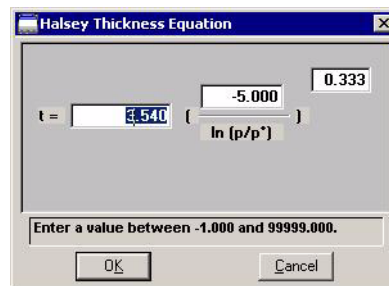 Halsey Thickness Equation
0.333
-5.000
t = 3.540 ( )
ln (p/p*)
Enter a value between -1.000 and 99999.000.
OK Cancel